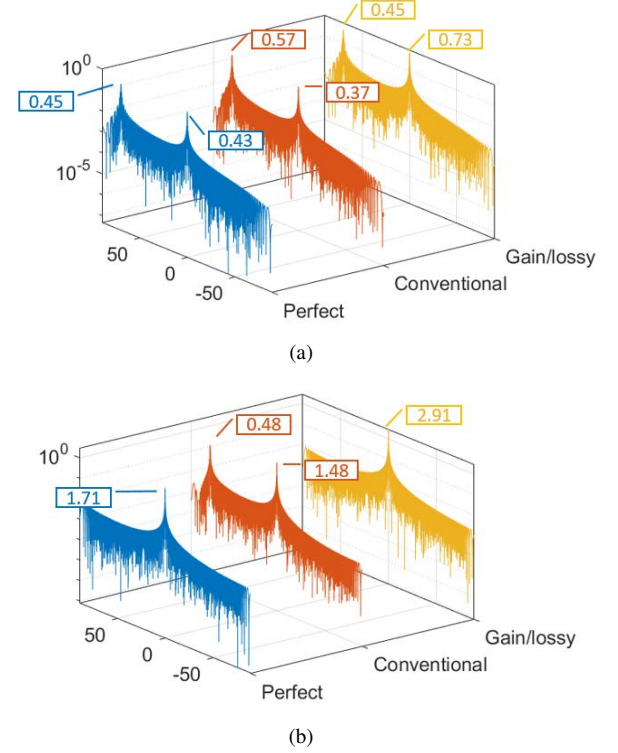 0.45
0.57
0.73
10^0
0.45
0.37
0.43
10^-5
50
0
-50
Gain/lossy
Conventional
Perfect
(a)
2.91
0.48
10^0
1.48
1.71
50
0
-50
Gain/lossy
Conventional
Perfect
(b)